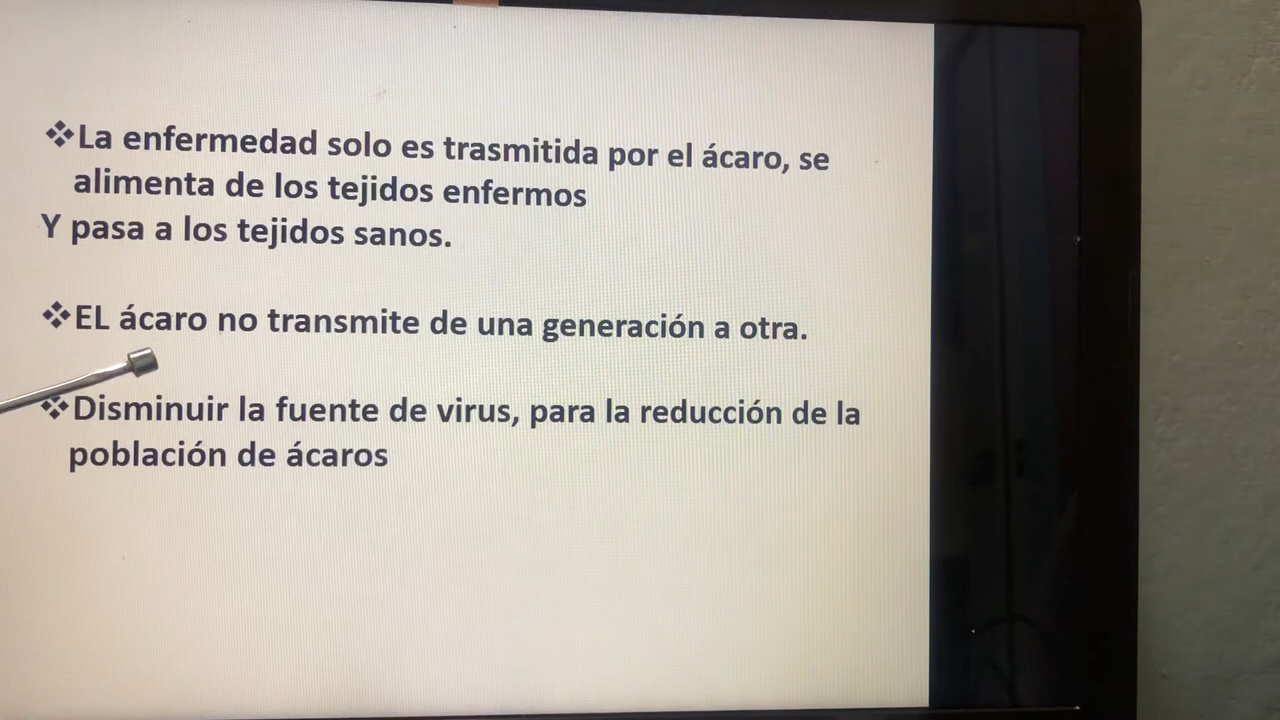 ❖La enfermedad solo es trasmitida por el ácaro, se
alimenta de los tejidos enfermos
Y pasa a los tejidos sanos.
❖EL ácaro no transmite de una generación a otra.
❖Disminuir la fuente de virus, para la reducción de la
población de ácaros